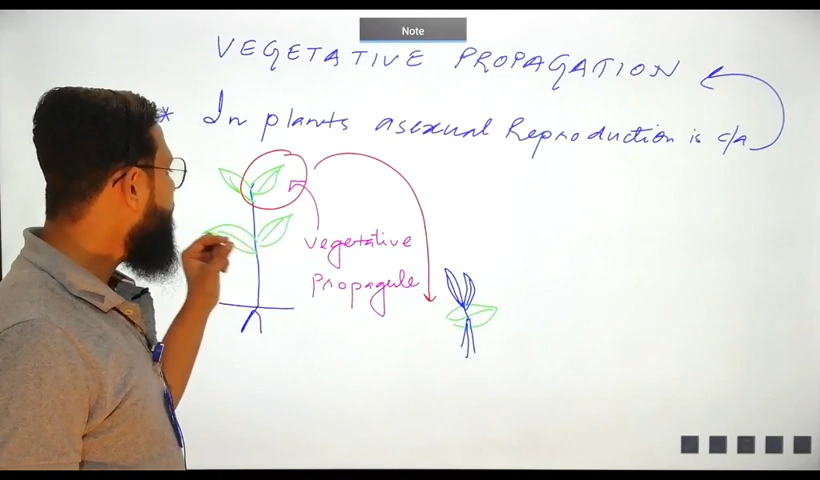 Note
VEGETATIVE PROPAGATION
* In plants asexual Reproduction is c/a
vegetative
Propagule